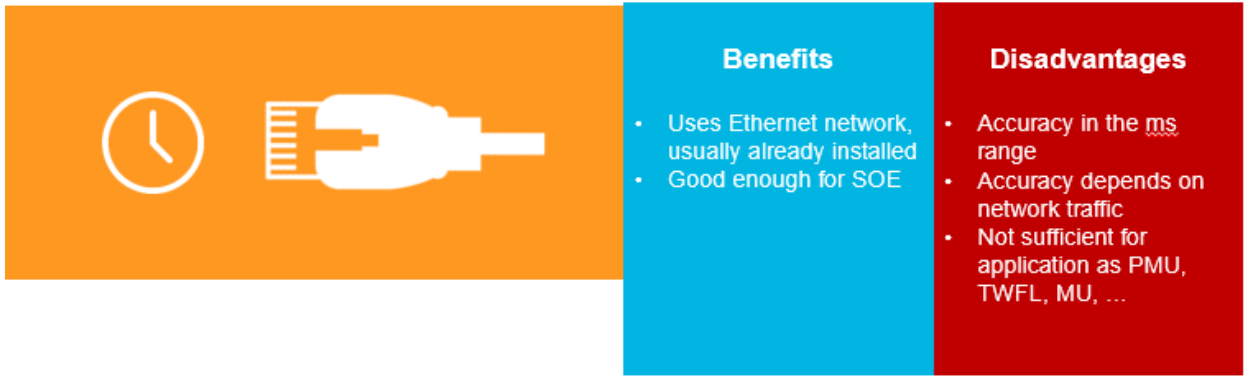 Benefits
• Uses Ethernet network,
usually already installed
• Good enough for SOE
Disadvantages
• Accuracy in the ms
range
• Accuracy depends on
network traffic
• Not sufficient for
application as PMU,
TWFL, MU, ...